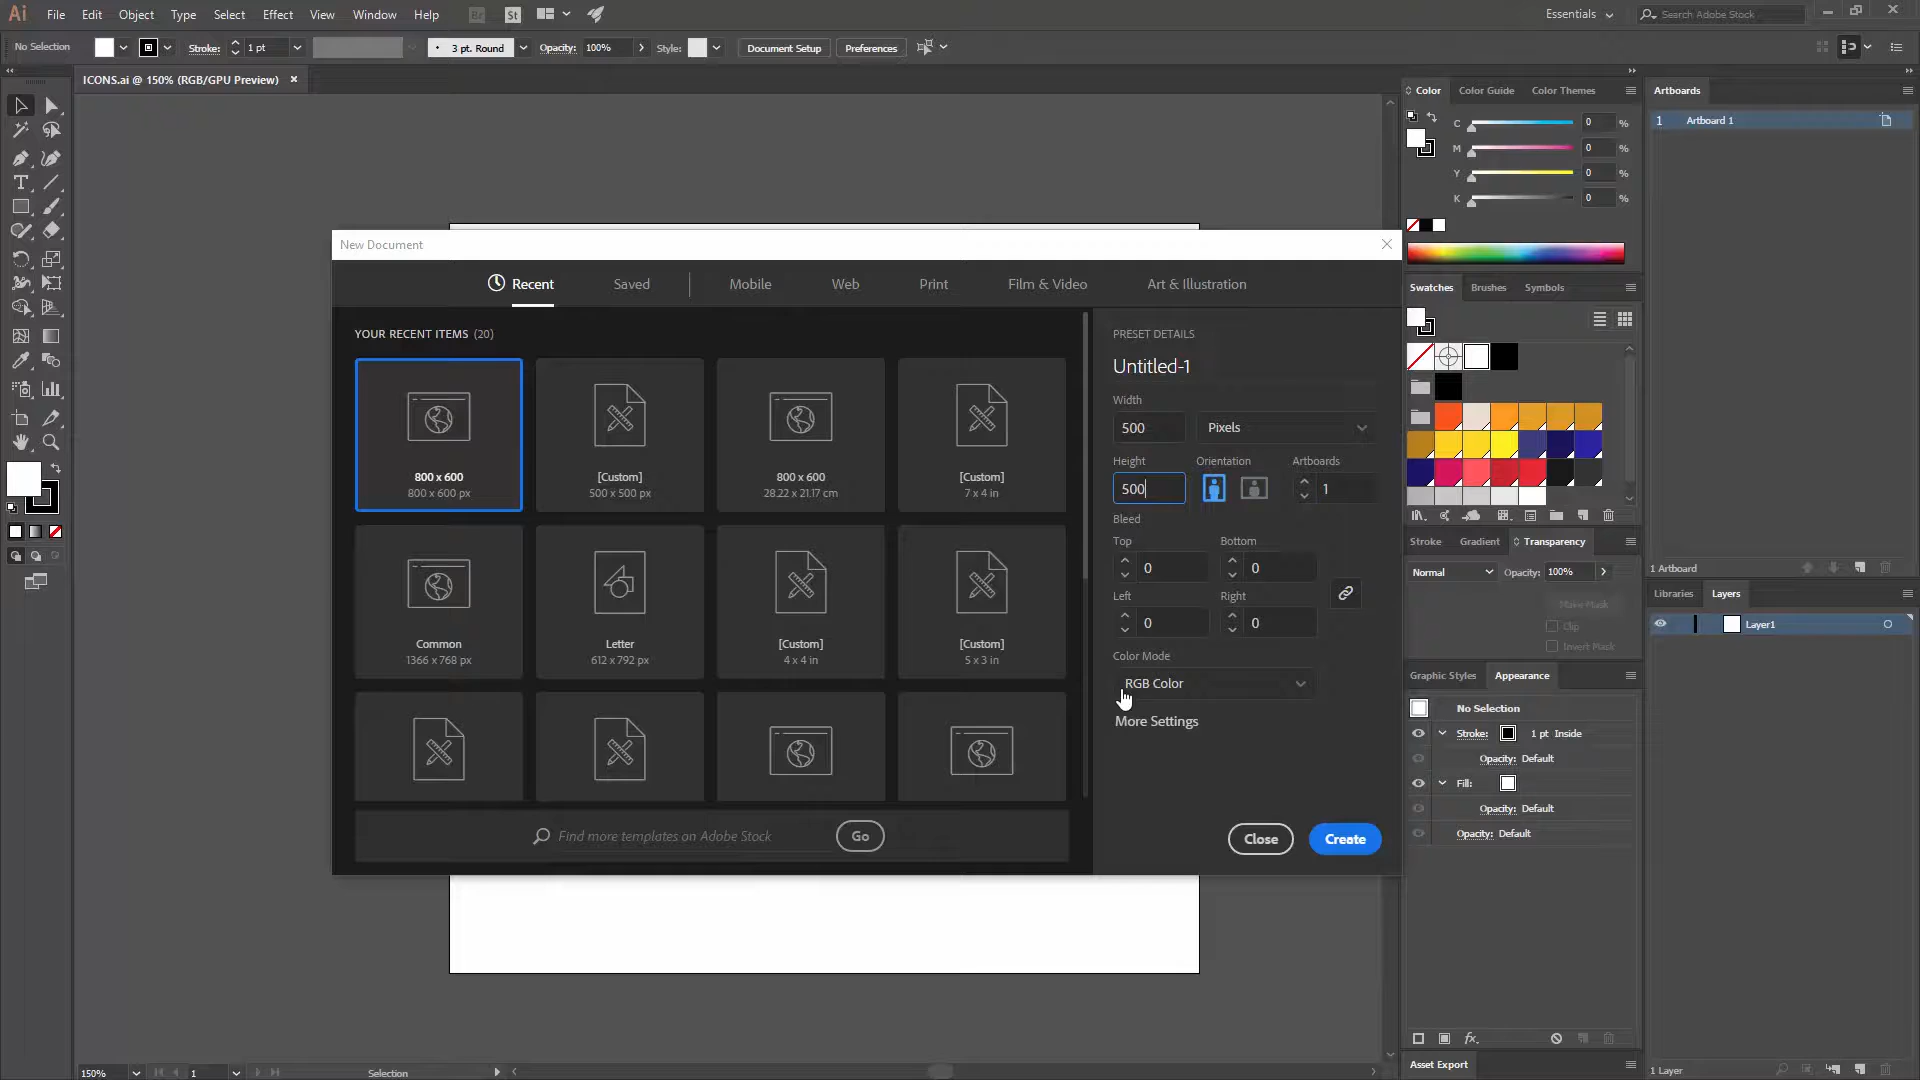 Ai File Edit Object Type Select Effect View Window Help Br St Essentials Search Adobe Stock
No Selection Stroke: 1 pt 3 pt. Round Opacity: 100% Style: Document Setup Preferences
ICONS.ai @ 150% (RGB/GPU Preview)
Color Color Guide Color Themes
C 0 %
M 0 %
Y 0 %
K 0 %
Artboards
1 Artboard 1
New Document
Recent Saved Mobile Web Print Film & Video Art & Illustration
YOUR RECENT ITEMS (20)
800 x 600
800 x 600 px
[Custom]
500 x 500 px
800 x 600
28.22 x 21.17 cm
[Custom]
7 x 4 in
Common
1366 x 768 px
Letter
612 x 792 px
[Custom]
4 x 4 in
[Custom]
5 x 3 in
Find more templates on Adobe Stock Go
PRESET DETAILS
Untitled-1
Width
500 Pixels
Height Orientation Artboards
500 1
Bleed
Top Bottom
0 0
Left Right
0 0
Color Mode
RGB Color
More Settings
Close Create
Swatches Brushes Symbols
Stroke Gradient Transparency
Normal Opacity: 100%
Make Mask
Clip
Invert Mask
Graphic Styles Appearance
No Selection
Stroke: 1 pt Inside
Opacity: Default
Fill:
Opacity: Default
Opacity: Default
fx
Asset Export
1 Artboard
Libraries Layers
Layer1
1 Layer
150% 1 Selection